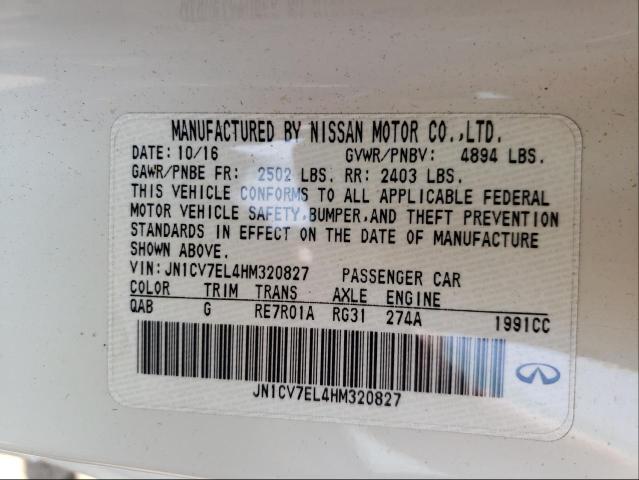 MANUFACTURED BY NISSAN MOTOR CO.,LTD.
DATE: 10/16 GVWR/PNBV: 4894 LBS.
GAWR/PNBE FR: 2502 LBS. RR: 2403 LBS.
THIS VEHICLE CONFORMS TO ALL APPLICABLE FEDERAL
MOTOR VEHICLE SAFETY,BUMPER,AND THEFT PREVENTION
STANDARDS IN EFFECT ON THE DATE OF MANUFACTURE
SHOWN ABOVE.
VIN: JN1CV7EL4HM320827 PASSENGER CAR
COLOR TRIM TRANS AXLE ENGINE
QAB G RE7R01A RG31 274A 1991CC
JN1CV7EL4HM320827